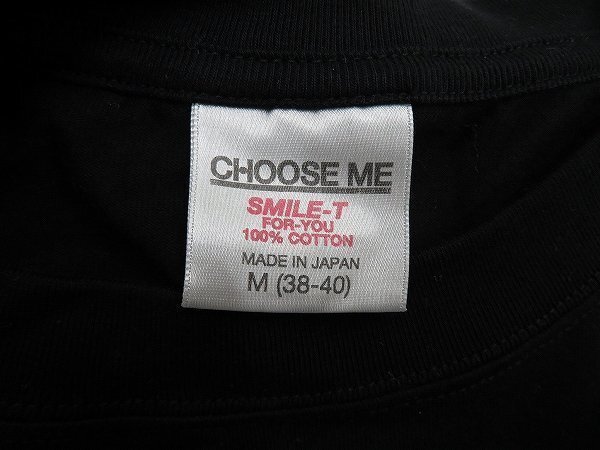 CHOOSE ME
SMILE-T
FOR-YOU
100% COTTON
MADE IN JAPAN
M (38-40)